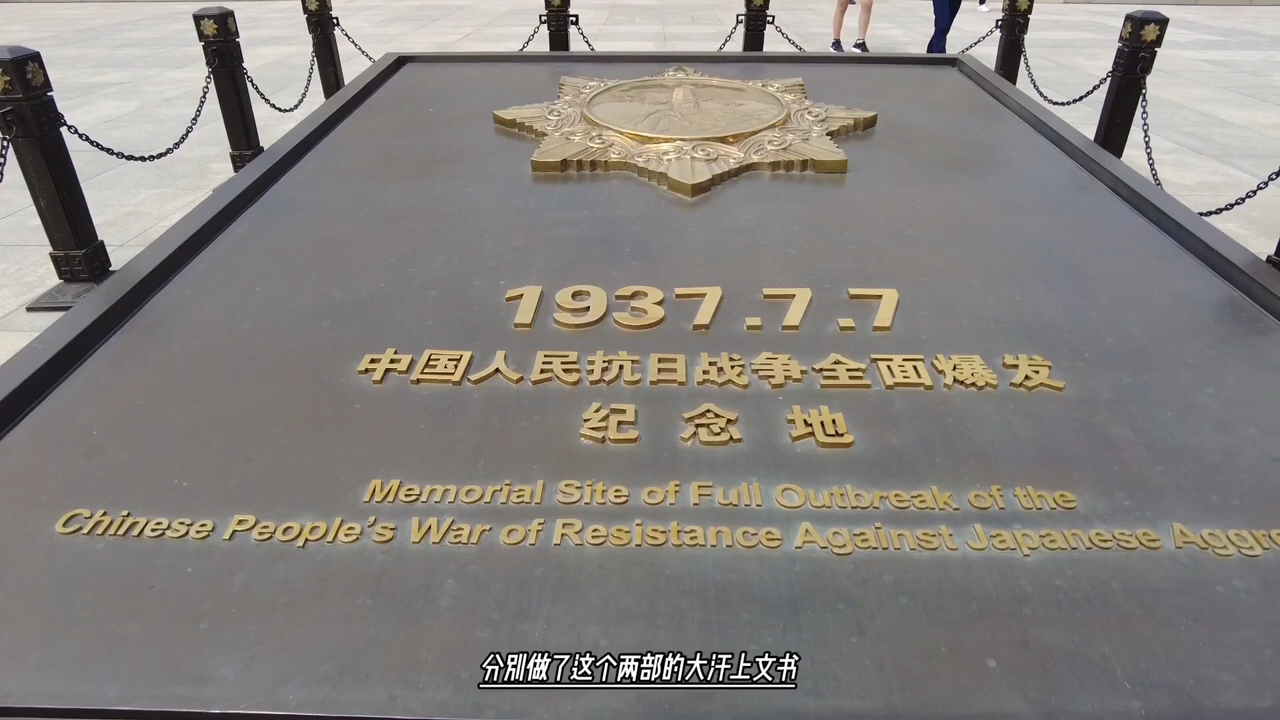 1937.7.7
中国人民抗日战争全面爆发
纪念地
Memorial Site of Full Outbreak of the
Chinese People's War of Resistance Against Japanese Aggre
分别做了这个两部的大汗上文书